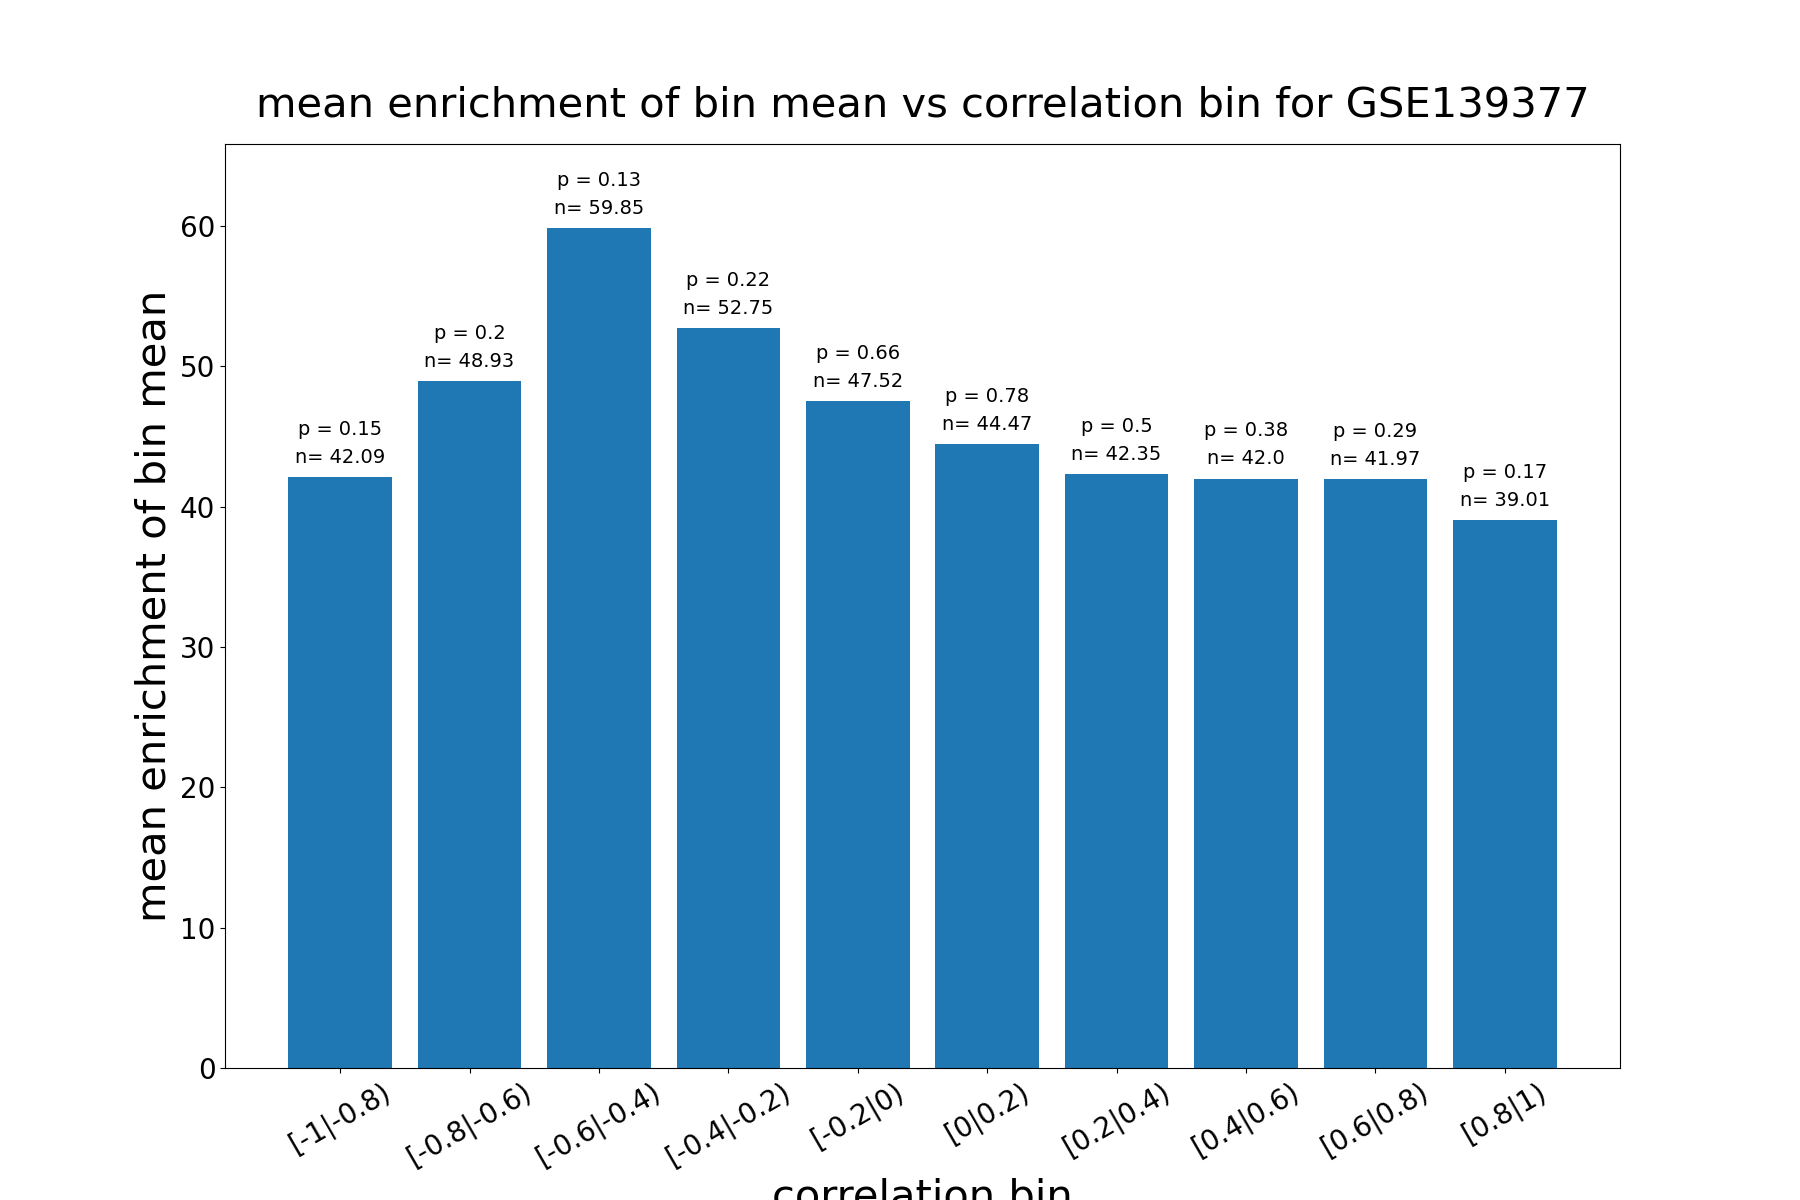 mean enrichment of bin mean vs correlation bin for GSE139377
mean enrichment of bin mean
60
50
40
30
20
10
0
p = 0.15
n= 42.09
p = 0.2
n= 48.93
p = 0.13
n= 59.85
p = 0.22
n= 52.75
p = 0.66
n= 47.52
p = 0.78
n= 44.47
p = 0.5
n= 42.35
p = 0.38
n= 42.0
p = 0.29
n= 41.97
p = 0.17
n= 39.01
[-1|-0.8)
[-0.8|-0.6)
[-0.6|-0.4)
[-0.4|-0.2)
[-0.2|0)
[0|0.2)
[0.2|0.4)
[0.4|0.6)
[0.6|0.8)
[0.8|1)
correlation bin